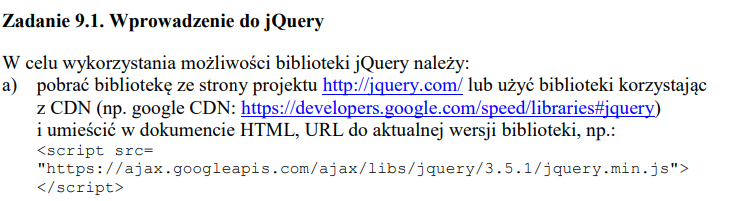 Zadanie 9.1. Wprowadzenie do jQuery
W celu wykorzystania możliwości biblioteki jQuery należy:
a) pobrać bibliotekę ze strony projektu http://jquery.com/ lub użyć biblioteki korzystając
z CDN (np. google CDN: https://developers.google.com/speed/libraries#jquery)
i umieścić w dokumencie HTML, URL do aktualnej wersji biblioteki, np.:
<script src=
"https://ajax.googleapis.com/ajax/libs/jquery/3.5.1/jquery.min.js">
</script>